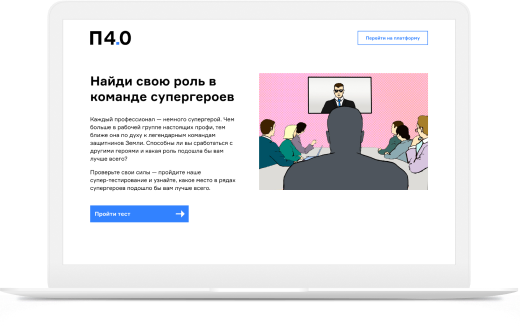 П4.0
Перейти на платформу
Найди свою роль в
команде супергероев
Каждый профессионал — немного супергерой. Чем
больше в рабочей группе настоящих профи, тем
ближе она по духу к легендарным командам
защитников Земли. Способны ли вы сработаться с
другими героями и какая роль подошла бы вам
лучше всего?
Проверьте свои силы — пройдите наше
супер-тестирование и узнайте, какое место в рядах
супергероев подошло бы вам лучше всего.
Пройти тест